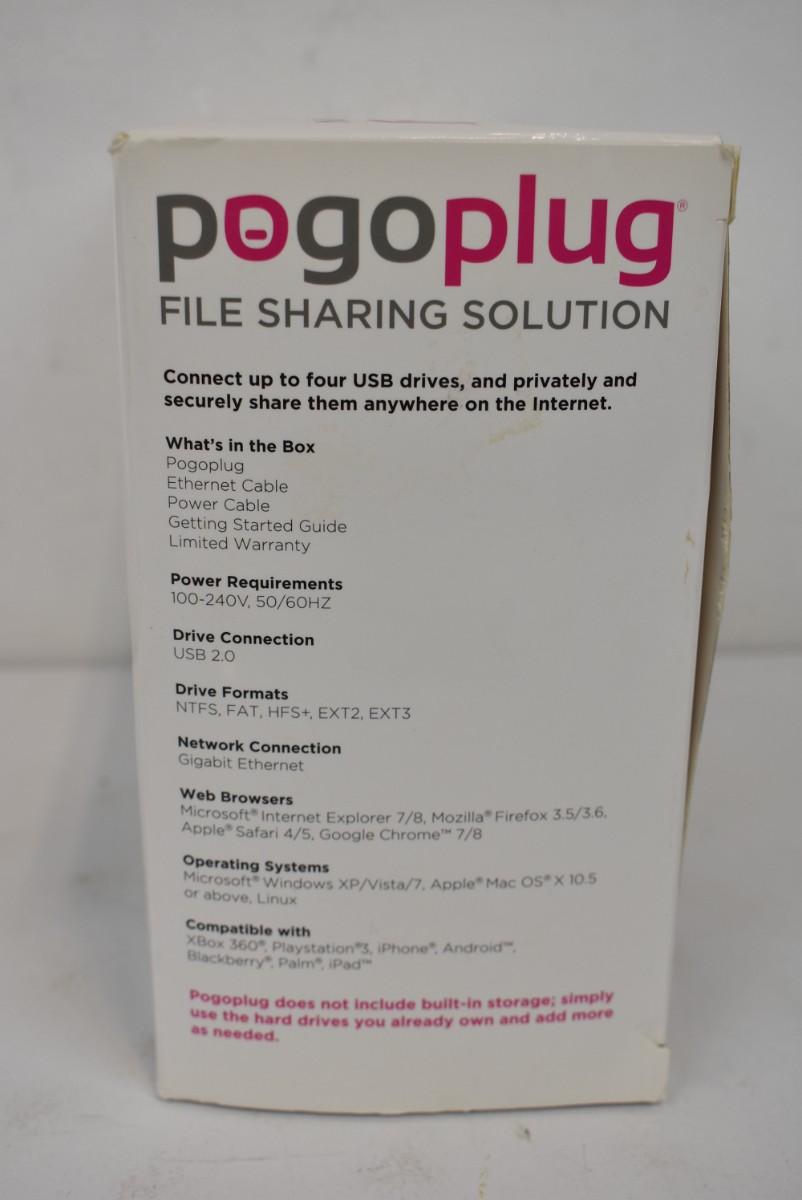 pogoplug®
FILE SHARING SOLUTION
Connect up to four USB drives, and privately and
securely share them anywhere on the Internet.
What's in the Box
Pogoplug
Ethernet Cable
Power Cable
Getting Started Guide
Limited Warranty
Power Requirements
100-240V, 50/60HZ
Drive Connection
USB 2.0
Drive Formats
NTFS, FAT, HFS+, EXT2, EXT3
Network Connection
Gigabit Ethernet
Web Browsers
Microsoft® Internet Explorer 7/8, Mozilla® Firefox 3.5/3.6,
Apple® Safari 4/5, Google Chrome™ 7/8
Operating Systems
Microsoft® Windows XP/Vista/7, Apple® Mac OS® X 10.5
or above, Linux
Compatible with
XBox 360®, Playstation®3, iPhone®, Android™,
Blackberry®, Palm®, iPad™
Pogoplug does not include built-in storage; simply
use the hard drives you already own and add more
as needed.